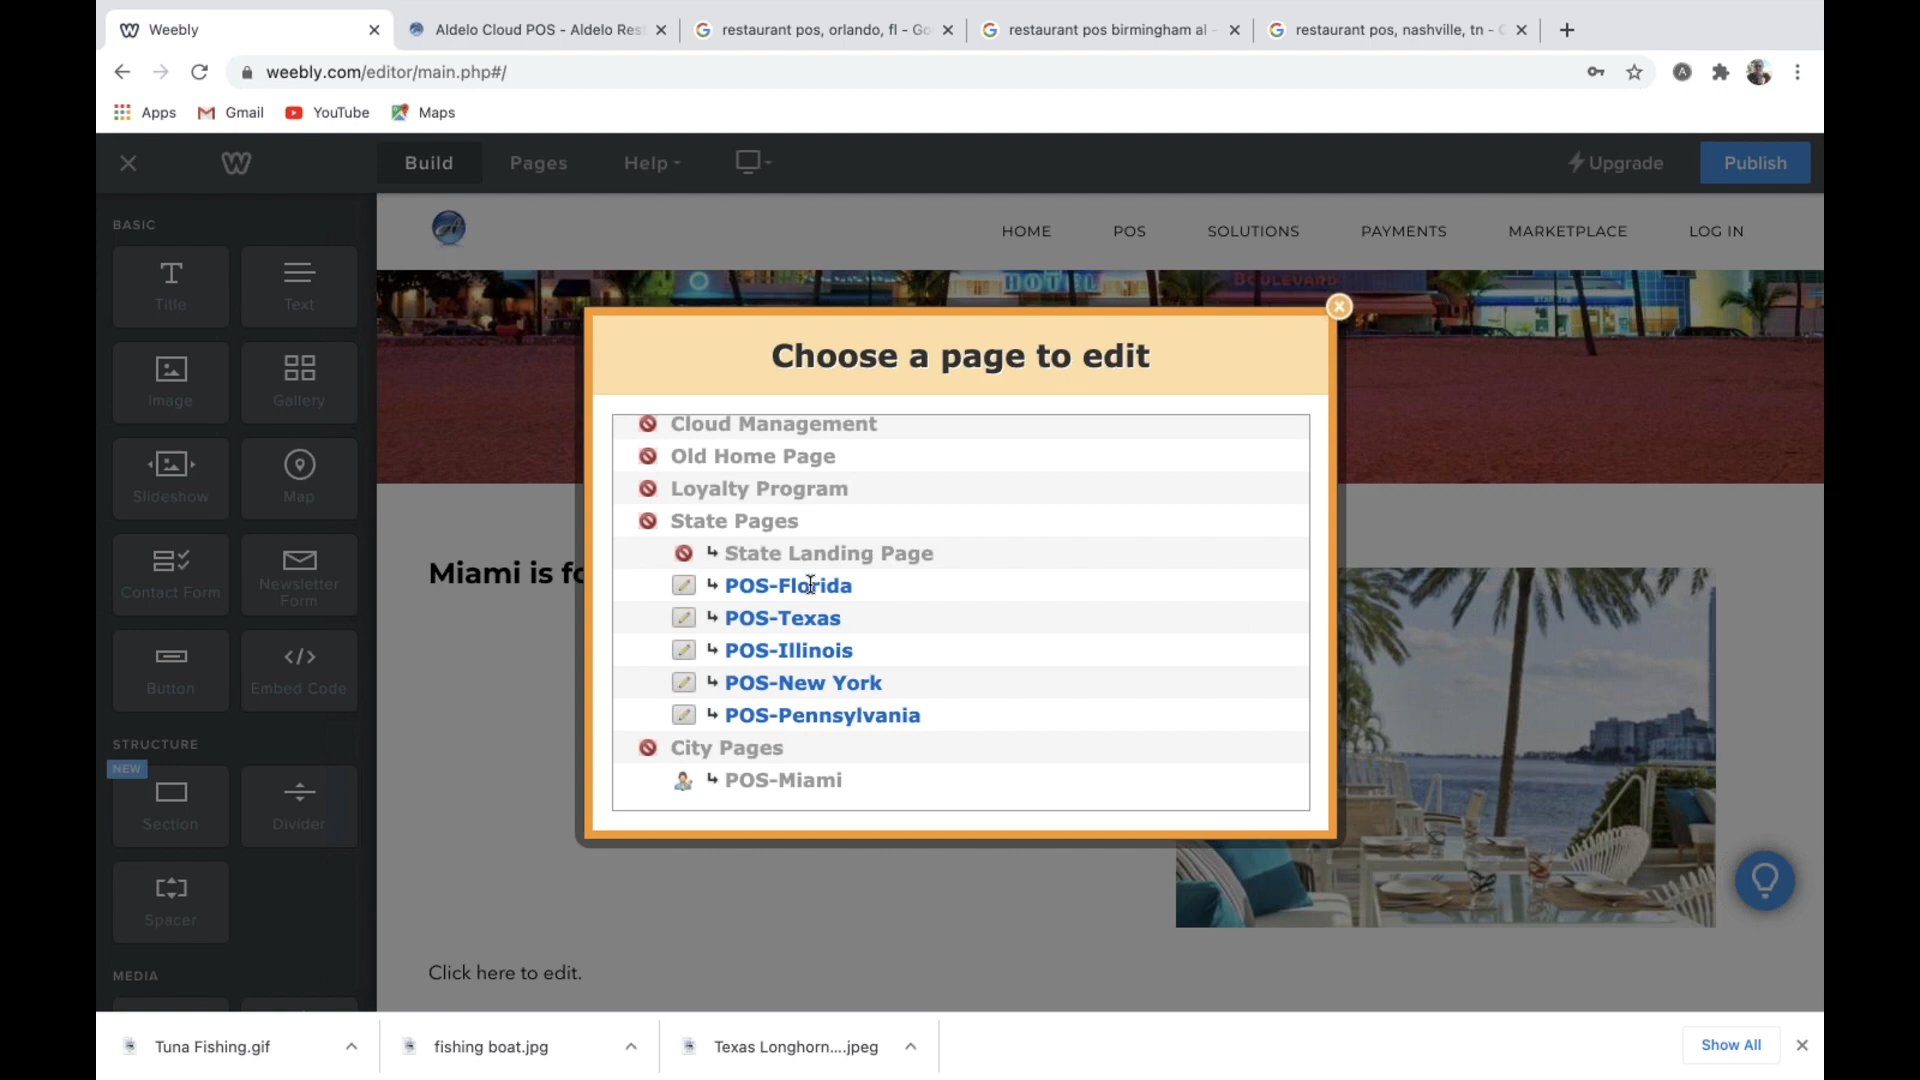 Weebly
Aldelo Cloud POS - Aldelo Res
restaurant pos, orlando, fl - Go
restaurant pos birmingham al -
restaurant pos, nashville, tn - G
weebly.com/editor/main.php#/
Apps
Gmail
YouTube
Maps
Build
Pages
Help
Upgrade
Publish
BASIC
Title
Text
Image
Gallery
Slideshow
Map
Contact Form
Newsletter
Form
Button
Embed Code
STRUCTURE
NEW
Section
Divider
Spacer
MEDIA
HOME
POS
SOLUTIONS
PAYMENTS
MARKETPLACE
LOG IN
HOTEL
BOULEVARD
Miami is fo
Choose a page to edit
Cloud Management
Old Home Page
Loyalty Program
State Pages
State Landing Page
POS-Florida
POS-Texas
POS-Illinois
POS-New York
POS-Pennsylvania
City Pages
POS-Miami
Click here to edit.
Tuna Fishing.gif
fishing boat.jpg
Texas Longhorn....jpeg
Show All